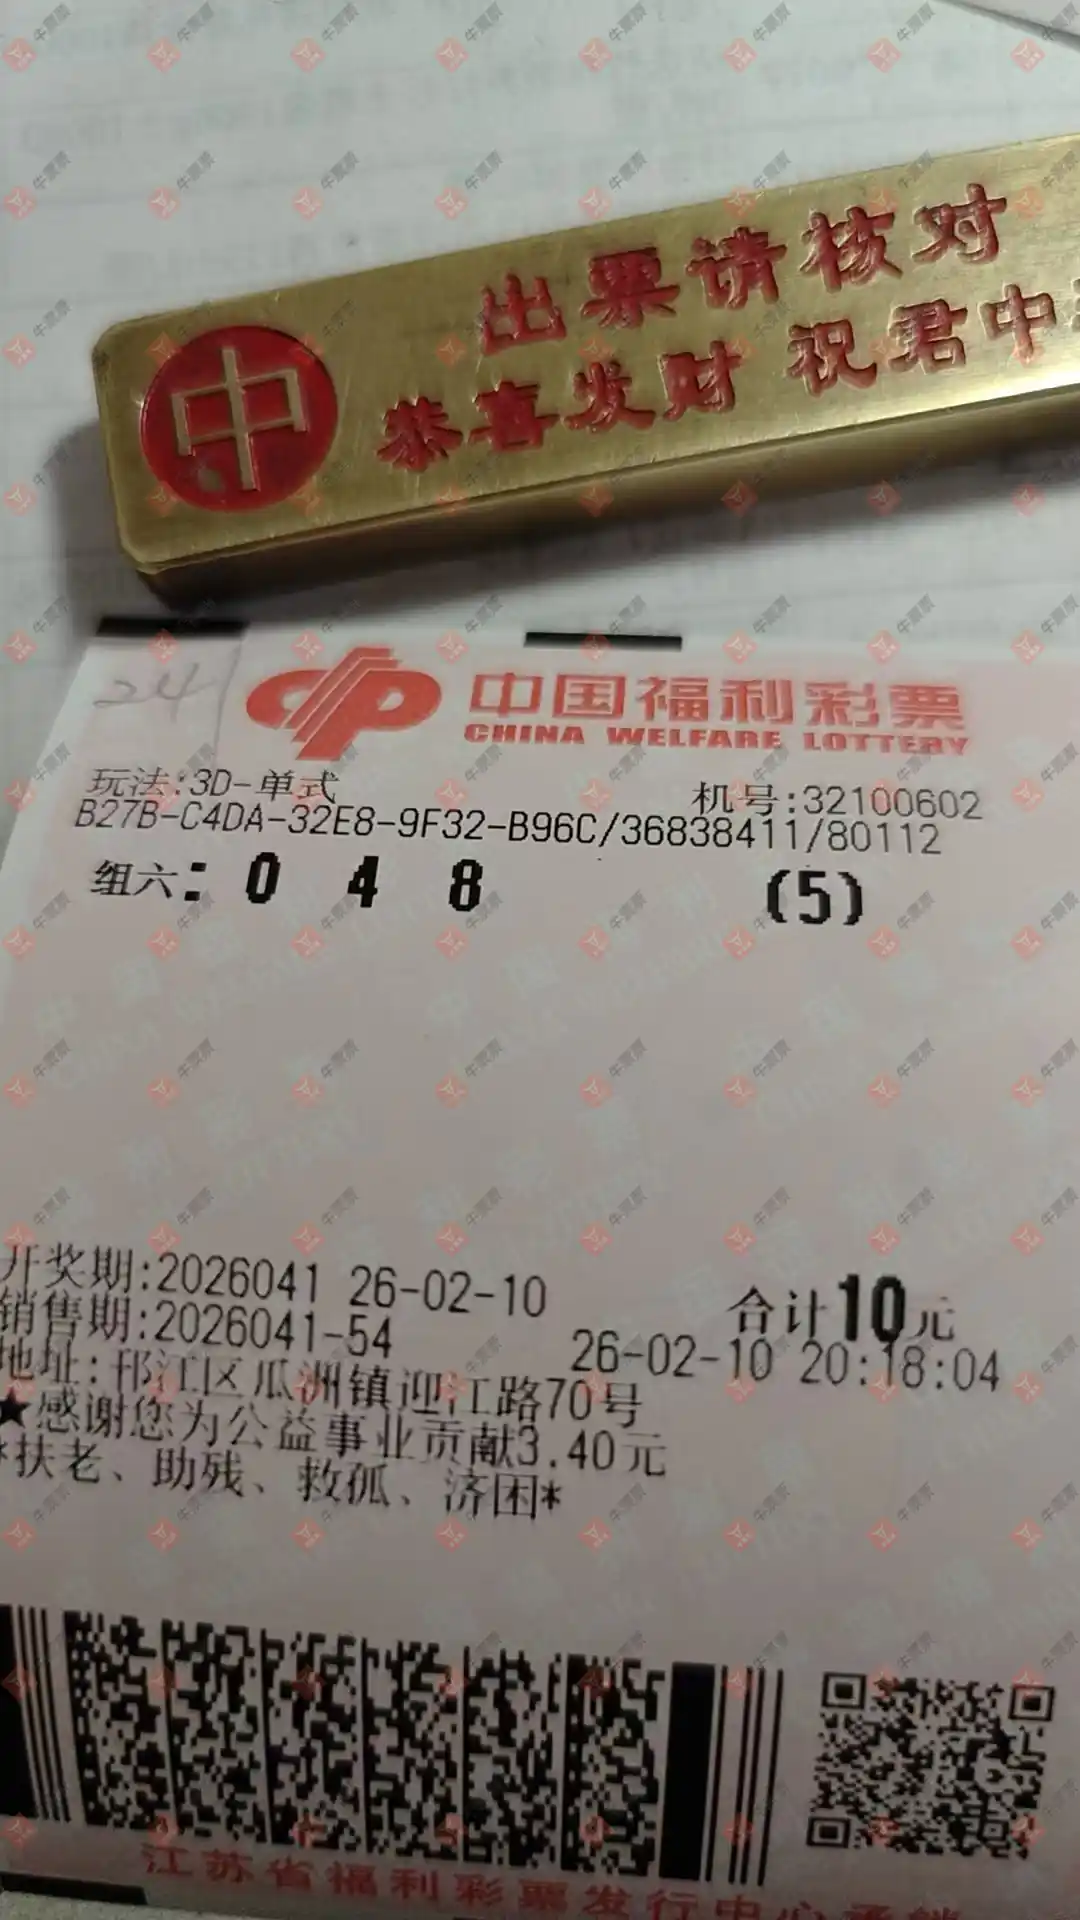 出票请核对
恭喜发财 祝君中
中
24
中国福利彩票
CHINA WELFARE LOTTERY
玩法:3D-单式 机号:32100602
B27B-C4DA-32E8-9F32-B96C/36838411/80112
组六: 0 4 8 (5)
开奖期:2026041 26-02-10 合计10元
销售期:2026041-54 26-02-10 20:18:04
地址:邗江区瓜洲镇迎江路70号
★感谢您为公益事业贡献3.40元
*扶老、助残、救孤、济困*
江苏省福利彩票发行中心承销
牛票票